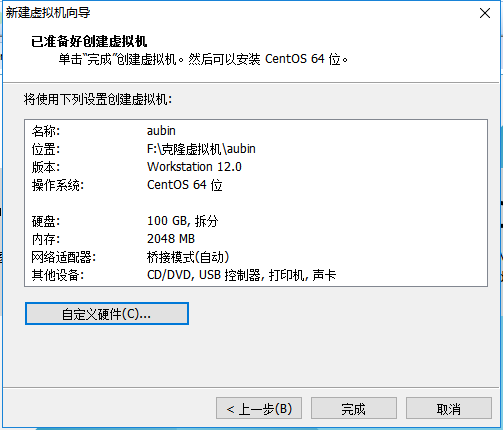 新建虚拟机向导
已准备好创建虚拟机
单击“完成”创建虚拟机。然后可以安装 CentOS 64 位。
将使用下列设置创建虚拟机:
名称: aubin
位置: F:\克隆虚拟机\aubin
版本: Workstation 12.0
操作系统: CentOS 64 位
硬盘: 100 GB, 拆分
内存: 2048 MB
网络适配器: 桥接模式(自动)
其他设备: CD/DVD, USB 控制器, 打印机, 声卡
自定义硬件(C)...
< 上一步(B) 完成 取消